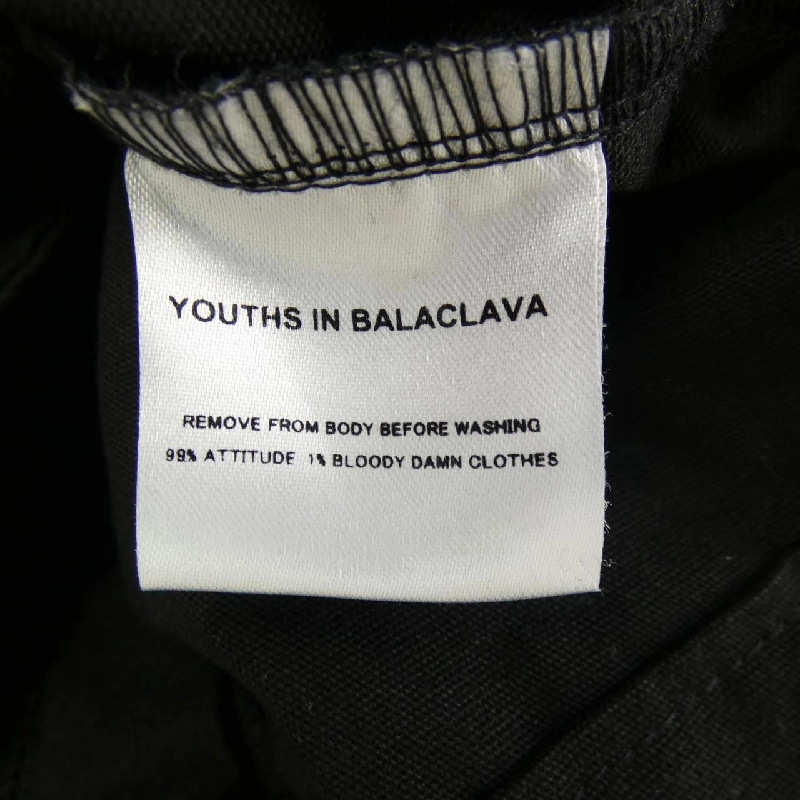 YOUTHS IN BALACLAVA
REMOVE FROM BODY BEFORE WASHING
99% ATTITUDE 1% BLOODY DAMN CLOTHES